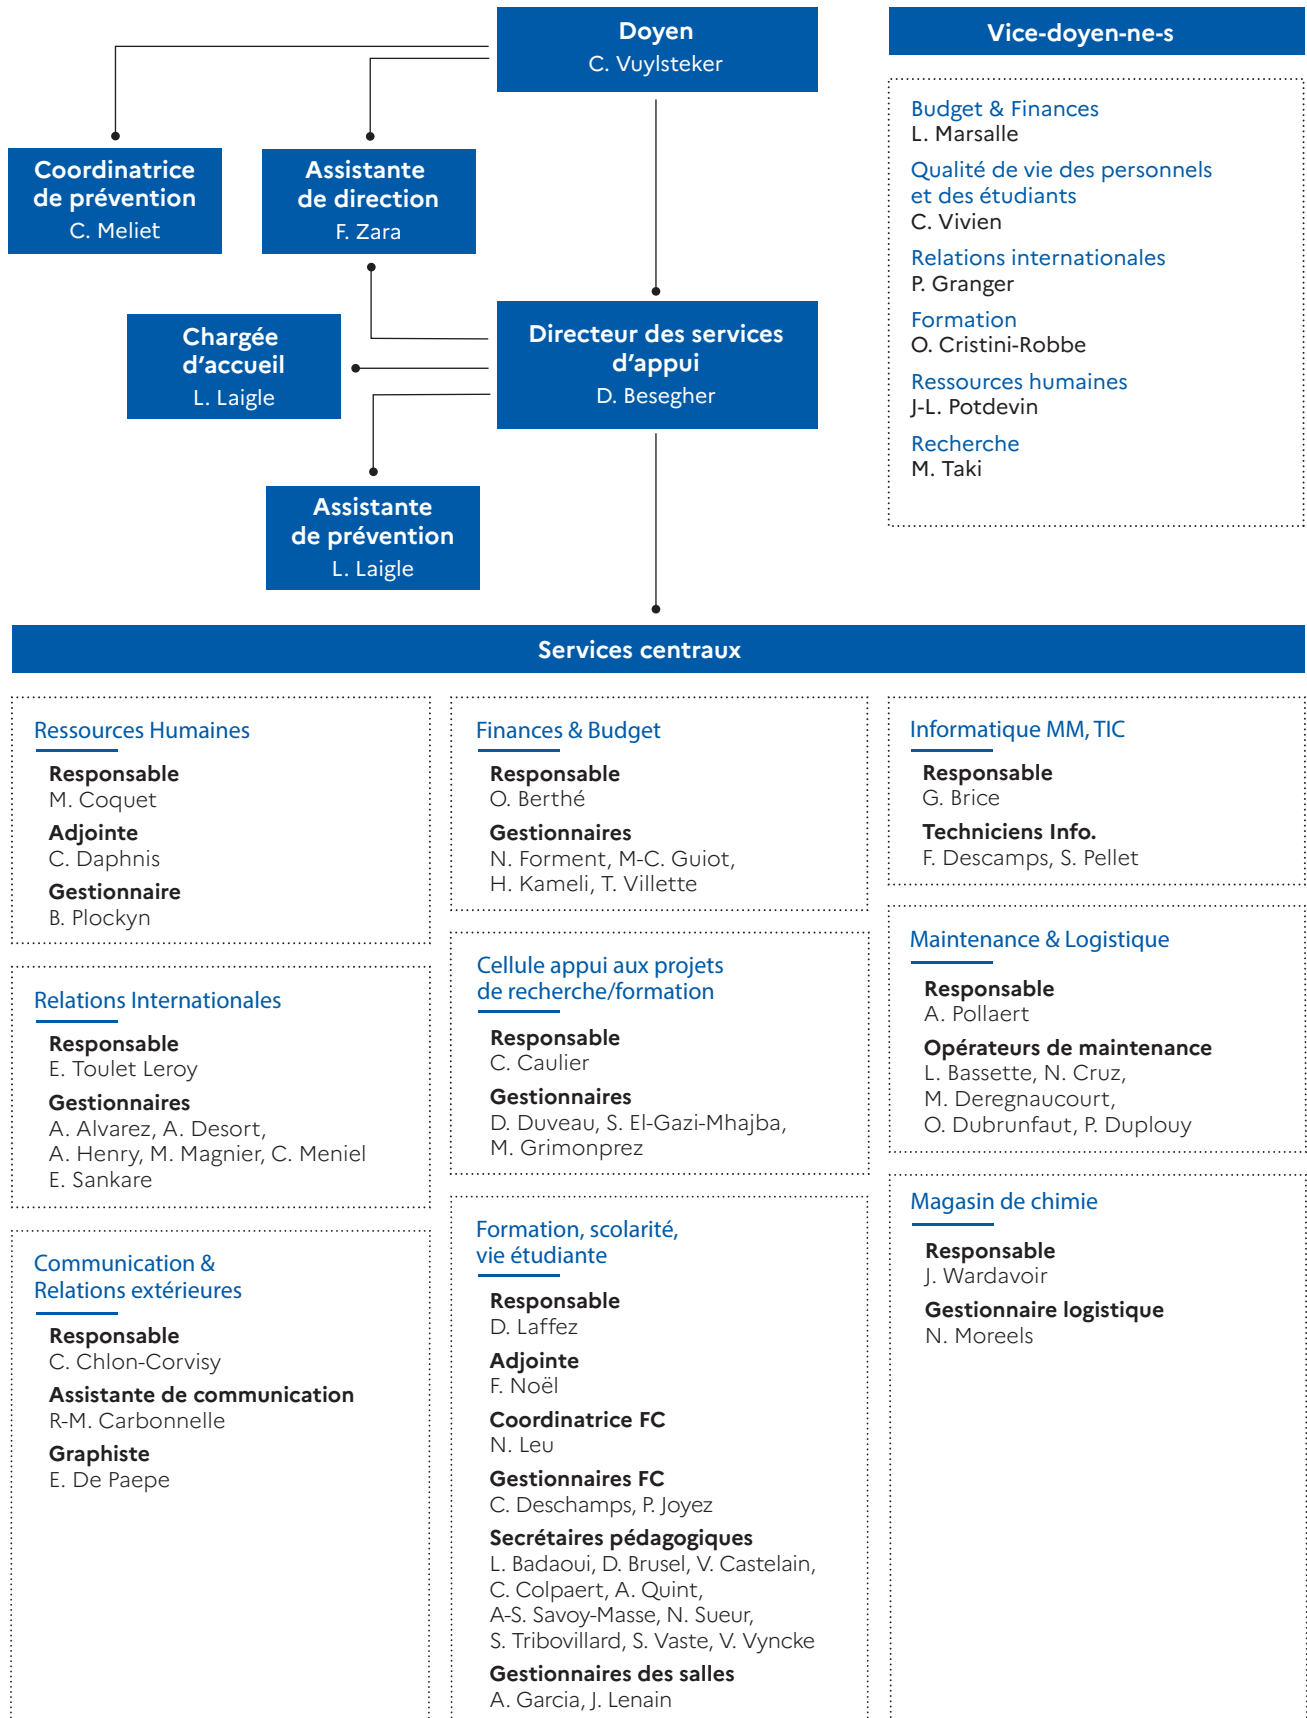 Doyen
C. Vuylsteker
Vice-doyen-ne-s
Budget & Finances
L. Marsalle
Qualité de vie des personnels
et des étudiants
C. Vivien
Relations internationales
P. Granger
Formation
O. Cristini-Robbe
Ressources humaines
J-L. Potdevin
Recherche
M. Taki
Coordinatrice
de prévention
C. Meliet
Assistante
de direction
F. Zara
Chargée
d'accueil
L. Laigle
Directeur des services
d'appui
D. Besegher
Assistante
de prévention
L. Laigle
Services centraux
Ressources Humaines
Responsable
M. Coquet
Adjointe
C. Daphnis
Gestionnaire
B. Plockyn
Relations Internationales
Responsable
E. Toulet Leroy
Gestionnaires
A. Alvarez, A. Desort,
A. Henry, M. Magnier, C. Meniel
E. Sankare
Communication &
Relations extérieures
Responsable
C. Chlon-Corvisy
Assistante de communication
R-M. Carbonnelle
Graphiste
E. De Paepe
Finances & Budget
Responsable
O. Berthé
Gestionnaires
N. Forment, M-C. Guiot,
H. Kameli, T. Villette
Cellule appui aux projets
de recherche/formation
Responsable
C. Caulier
Gestionnaires
D. Duveau, S. El-Gazi-Mhajba,
M. Grimonprez
Formation, scolarité,
vie étudiante
Responsable
D. Laffez
Adjointe
F. Noël
Coordinatrice FC
N. Leu
Gestionnaires FC
C. Deschamps, P. Joyez
Secrétaires pédagogiques
L. Badaoui, D. Brusel, V. Castelain,
C. Colpaert, A. Quint,
A-S. Savoy-Masse, N. Sueur,
S. Tribovillard, S. Vaste, V. Vyncke
Gestionnaires des salles
A. Garcia, J. Lenain
Informatique MM, TIC
Responsable
G. Brice
Techniciens Info.
F. Descamps, S. Pellet
Maintenance & Logistique
Responsable
A. Pollaert
Opérateurs de maintenance
L. Bassette, N. Cruz,
M. Deregnaucourt,
O. Dubrunfaut, P. Duplouy
Magasin de chimie
Responsable
J. Wardavoir
Gestionnaire logistique
N. Moreels